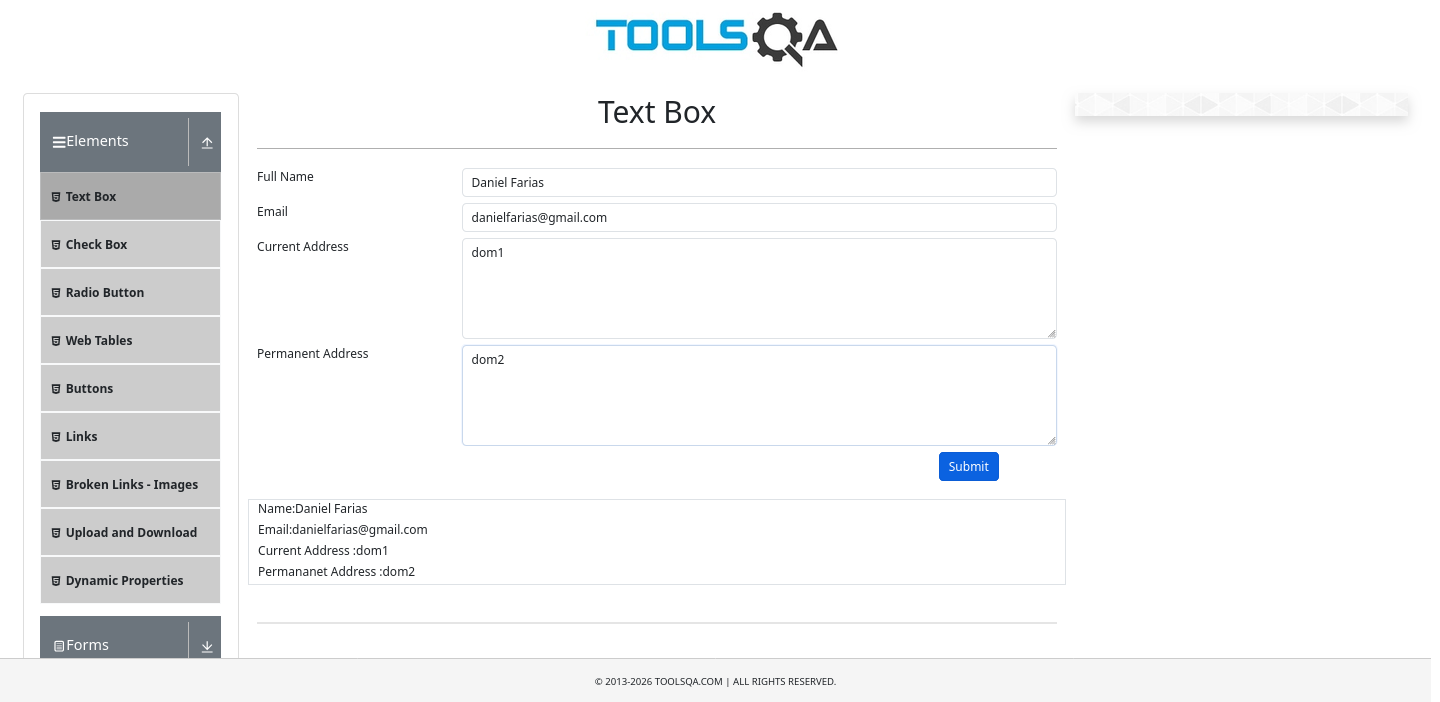 TOOLSQA
Elements
Text Box
Check Box
Radio Button
Web Tables
Buttons
Links
Broken Links - Images
Upload and Download
Dynamic Properties
Forms
Text Box
Full Name
Daniel Farias
Email
danielfarias@gmail.com
Current Address
dom1
Permanent Address
dom2
Submit
Name:Daniel Farias
Email:danielfarias@gmail.com
Current Address :dom1
Permananet Address :dom2
© 2013-2026 TOOLSQA.COM | ALL RIGHTS RESERVED.